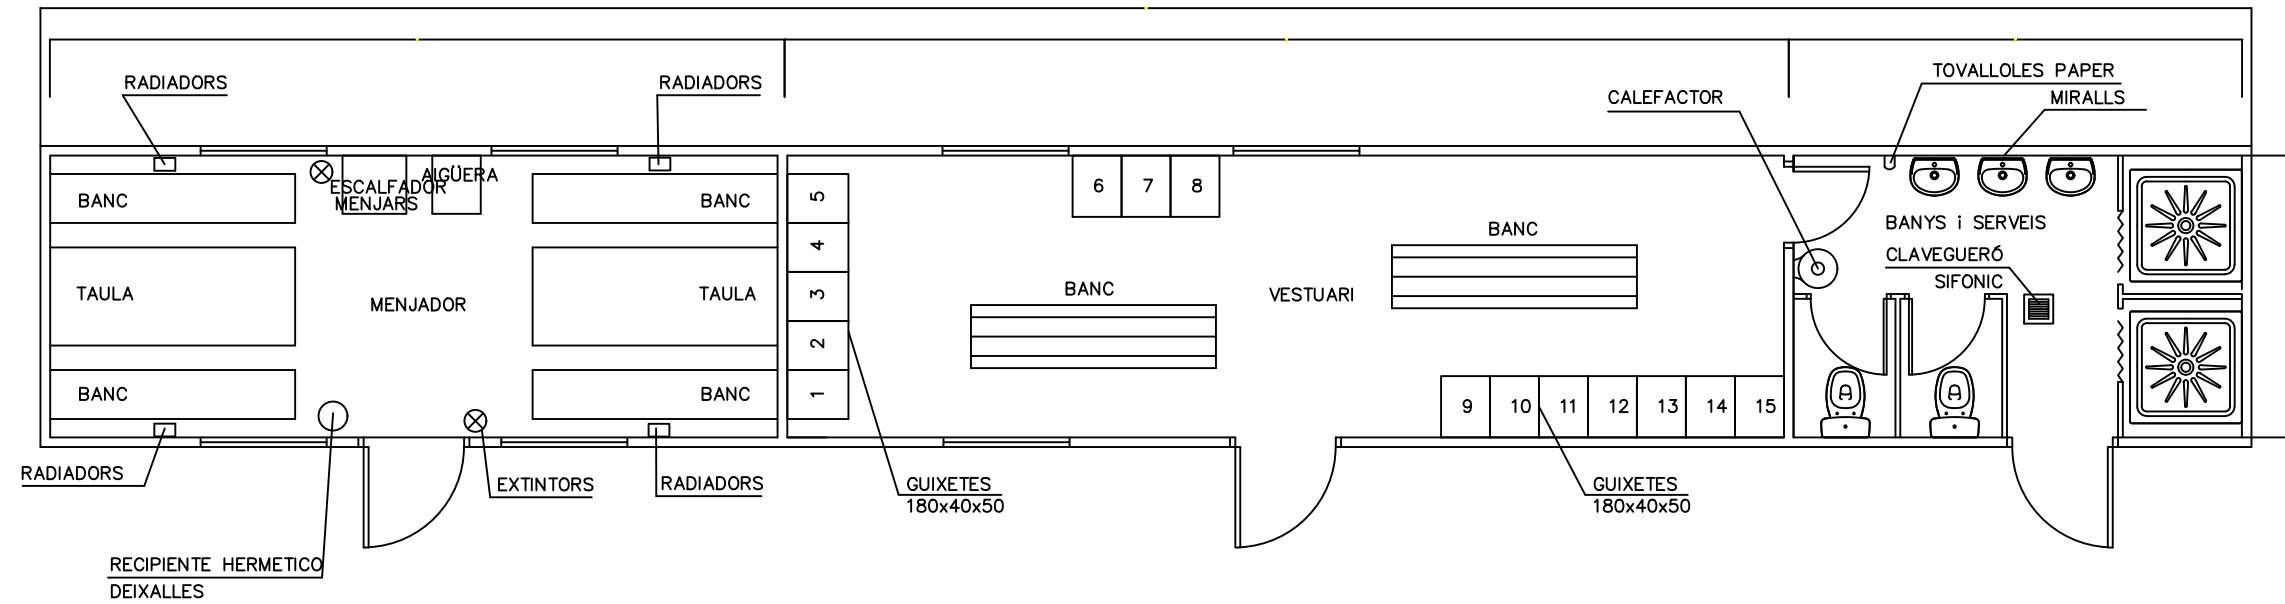 RADIADORS
RADIADORS
TOVALLOLES PAPER
CALEFACTOR
MIRALLS
AIGÜERA
ESCALFADOR
MENJARS
BANC
BANC
5
6
7
8
BANYS i SERVEIS
BANC
4
CLAVEGUERÓ
SIFONIC
TAULA
TAULA
MENJADOR
3
BANC
VESTUARI
2
BANC
BANC
1
9
10
11
12
13
14
15
RADIADORS
EXTINTORS
RADIADORS
GUIXETES
180x40x50
GUIXETES
180x40x50
RECIPIENTE HERMETICO
DEIXALLES